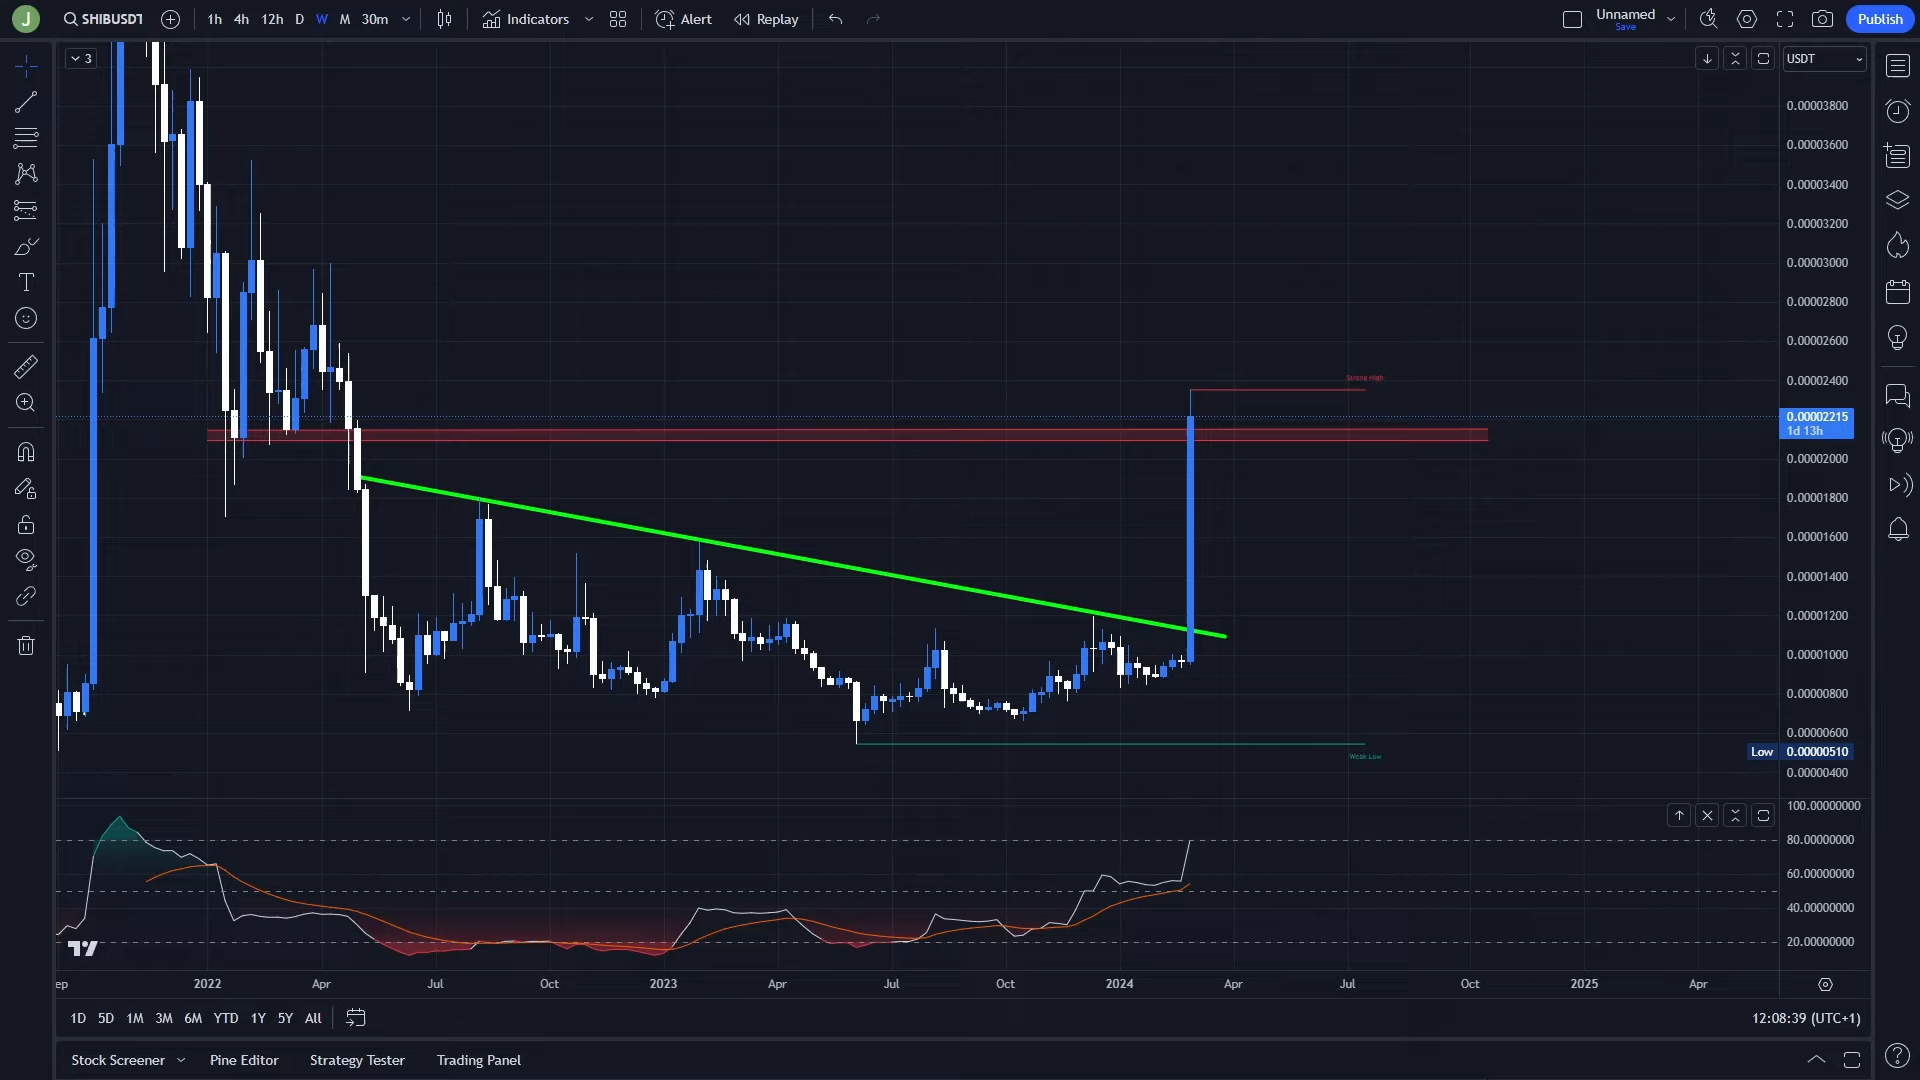 J SHIBUSDT 1h 4h 12h D W M 30m Indicators Alert Replay Unnamed Save Publish
3
USDT
0.00003800
0.00003600
0.00003400
0.00003200
0.00003000
0.00002800
0.00002600
Strong High
0.00002400
0.00002215
1d 13h
0.00002000
0.00001800
0.00001600
0.00001400
0.00001200
0.00001000
0.00000800
0.00000600
Low 0.00000510
Weak Low
0.00000400
100.00000000
80.00000000
60.00000000
40.00000000
20.00000000
ep 2022 Apr Jul Oct 2023 Apr Jul Oct 2024 Apr Jul Oct 2025 Apr
1D 5D 1M 3M 6M YTD 1Y 5Y All 12:08:39 (UTC+1)
Stock Screener Pine Editor Strategy Tester Trading Panel